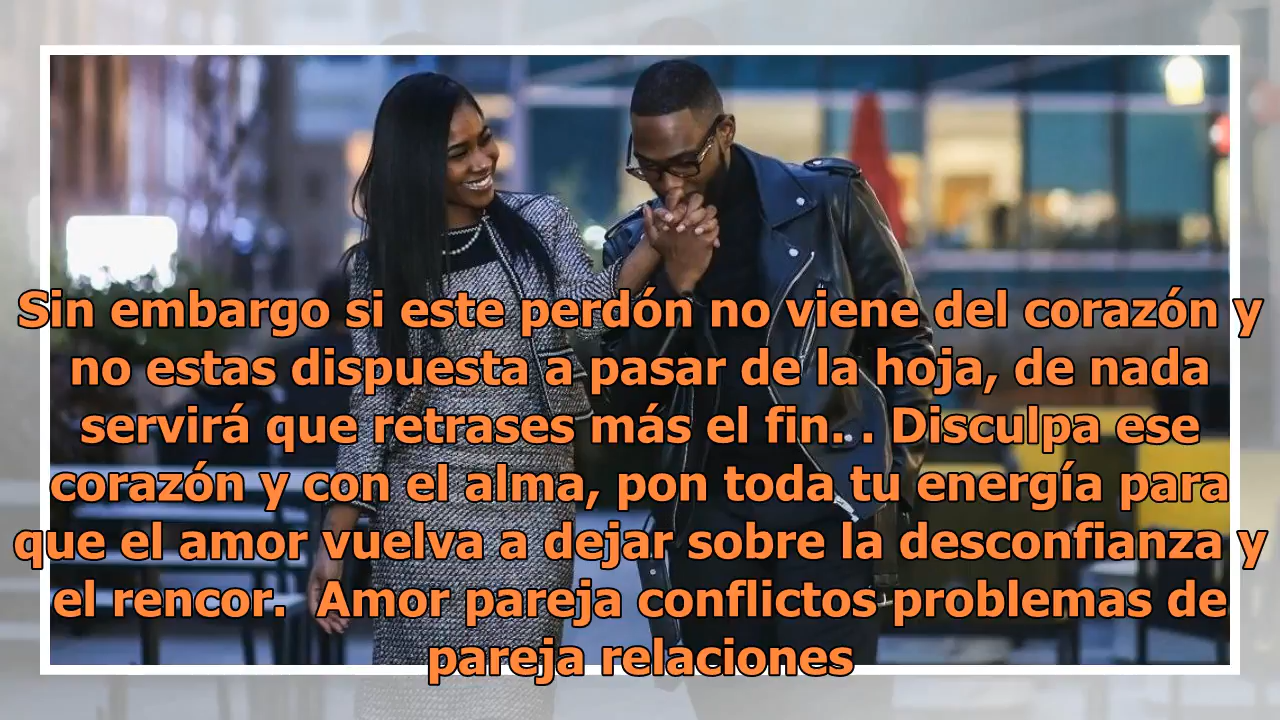 Sin embargo si este perdón no viene del corazón y
no estas dispuesta a pasar de la hoja, de nada
servirá que retrases más el fin. . Disculpa ese
corazón y con el alma, pon toda tu energía para
que el amor vuelva a dejar sobre la desconfianza y
el rencor.  Amor pareja conflictos problemas de
pareja relaciones